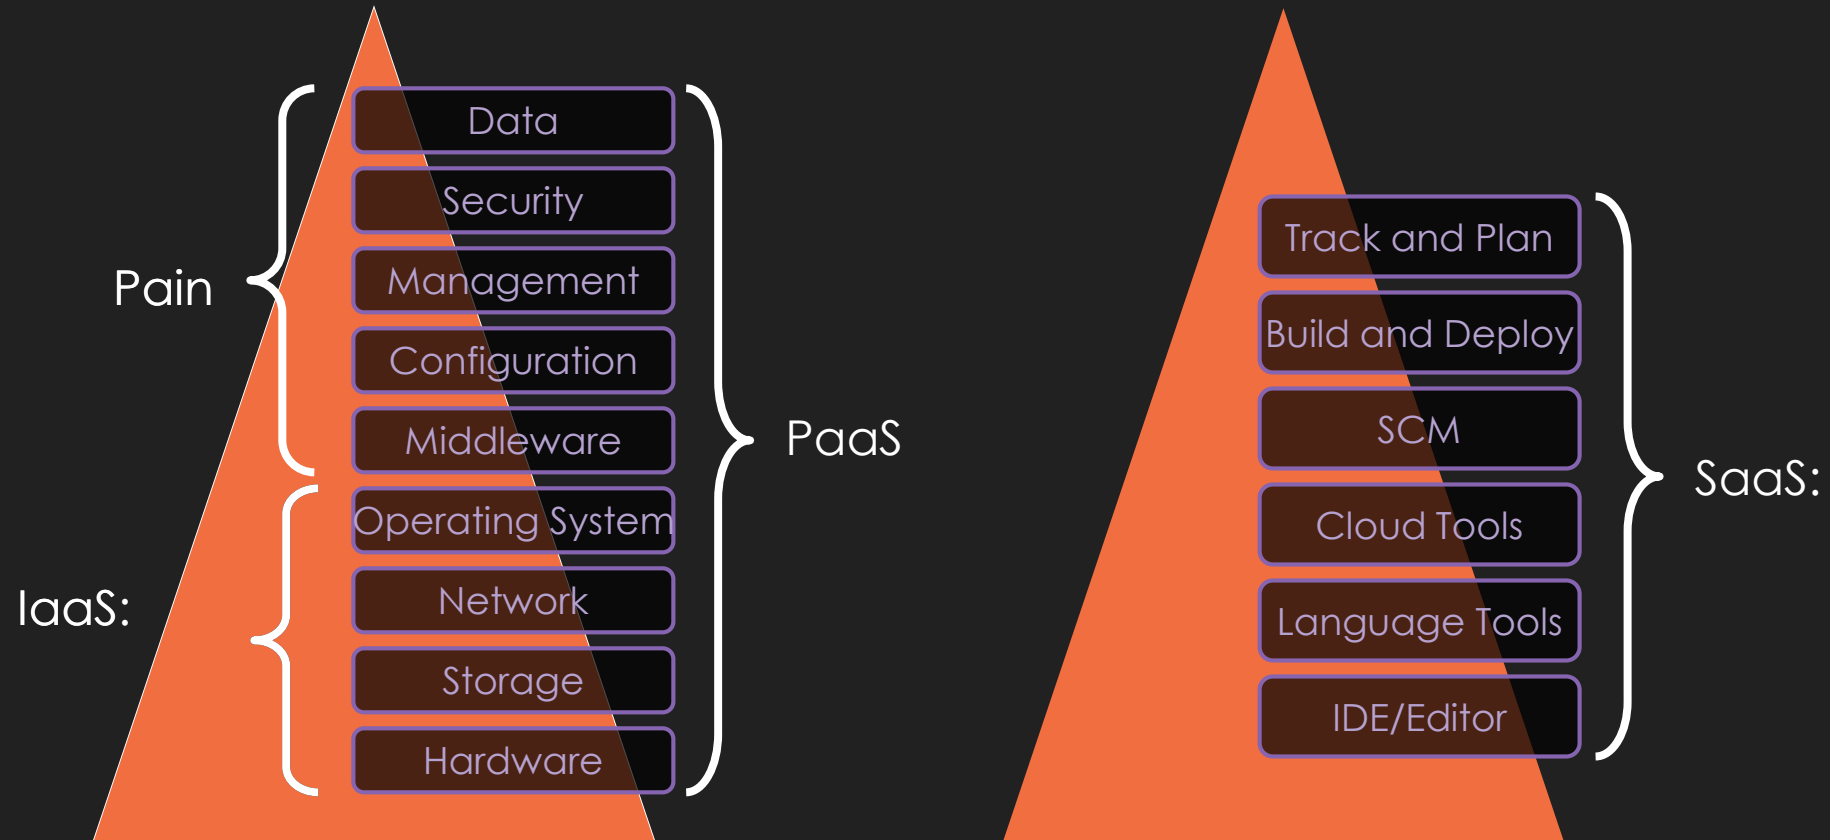 Pain
IaaS:
Data
Security
Management
Configuration
Middleware
Operating System
Network
Storage
Hardware
PaaS
Track and Plan
Build and Deploy
SCM
Cloud Tools
Language Tools
IDE/Editor
SaaS: